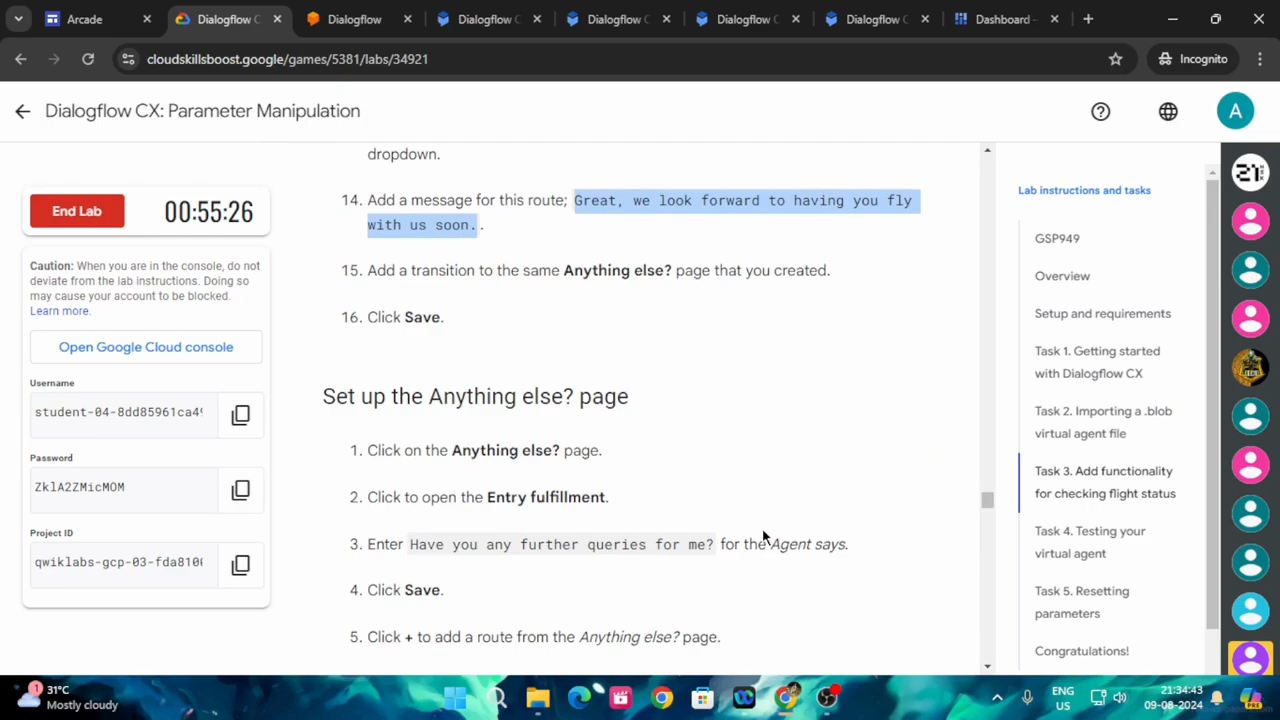 Arcade
Dialogflow C
Dialogflow
Dialogflow C
Dialogflow C
Dialogflow C
Dialogflow C
Dashboard -
cloudskillsboost.google/games/5381/labs/34921
Incognito
Dialogflow CX: Parameter Manipulation
A
End Lab
00:55:26
Caution: When you are in the console, do not
deviate from the lab instructions. Doing so
may cause your account to be blocked.
Learn more.
Open Google Cloud console
Username
student-04-8dd85961ca4
Password
ZklA2ZMicMOM
Project ID
qwiklabs-gcp-03-fda810
dropdown.
14. Add a message for this route; Great, we look forward to having you fly
with us soon. .
15. Add a transition to the same Anything else? page that you created.
16. Click Save.
Set up the Anything else? page
1. Click on the Anything else? page.
2. Click to open the Entry fulfillment.
3. Enter Have you any further queries for me? for the Agent says.
4. Click Save.
5. Click + to add a route from the Anything else? page.
Lab instructions and tasks
GSP949
Overview
Setup and requirements
Task 1. Getting started
with Dialogflow CX
Task 2. Importing a .blob
virtual agent file
Task 3. Add functionality
for checking flight status
Task 4. Testing your
virtual agent
Task 5. Resetting
parameters
Congratulations!
1
31°C
Mostly cloudy
ENG
US
21:34:43
09-08-2024
PRE